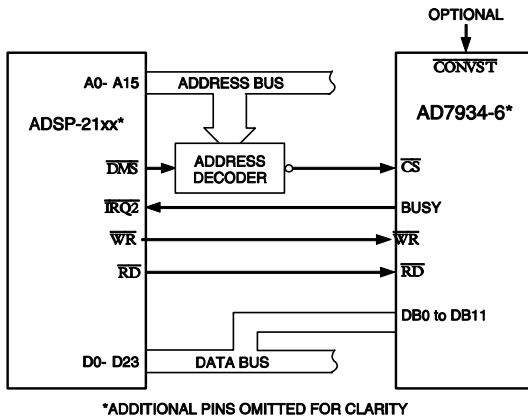 OPTIONAL
CONVST
A0- A15
ADDRESS BUS
ADSP-21xx*
AD7934-6*
DMS
ADDRESS
DECODER
CS
IRQ2
BUSY
WR
WR
RD
RD
DB0 to DB11
D0- D23
DATA BUS
*ADDITIONAL PINS OMITTED FOR CLARITY